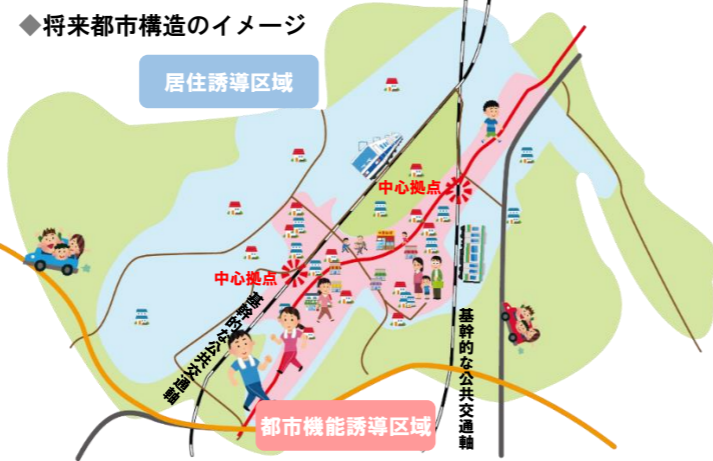 ◆将来都市構造のイメージ
居住誘導区域
中心拠点
中心拠点
基幹的な公共交通軸
基幹的な公共交通軸
都市機能誘導区域